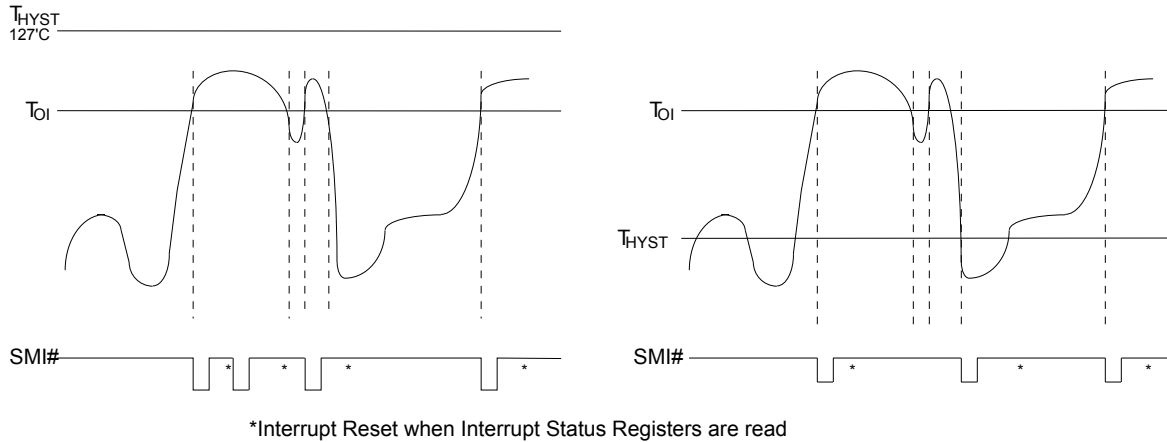 THYST
127'C
TOI
TOI
THYST
SMI#
* * * *
SMI#
* * *
*Interrupt Reset when Interrupt Status Registers are read